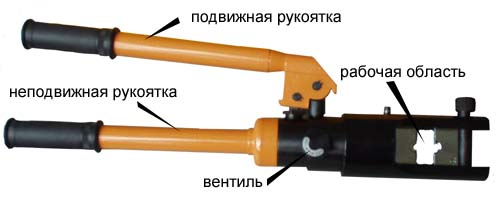 подвижная рукоятка
рабочая область
неподвижная рукоятка
вентиль